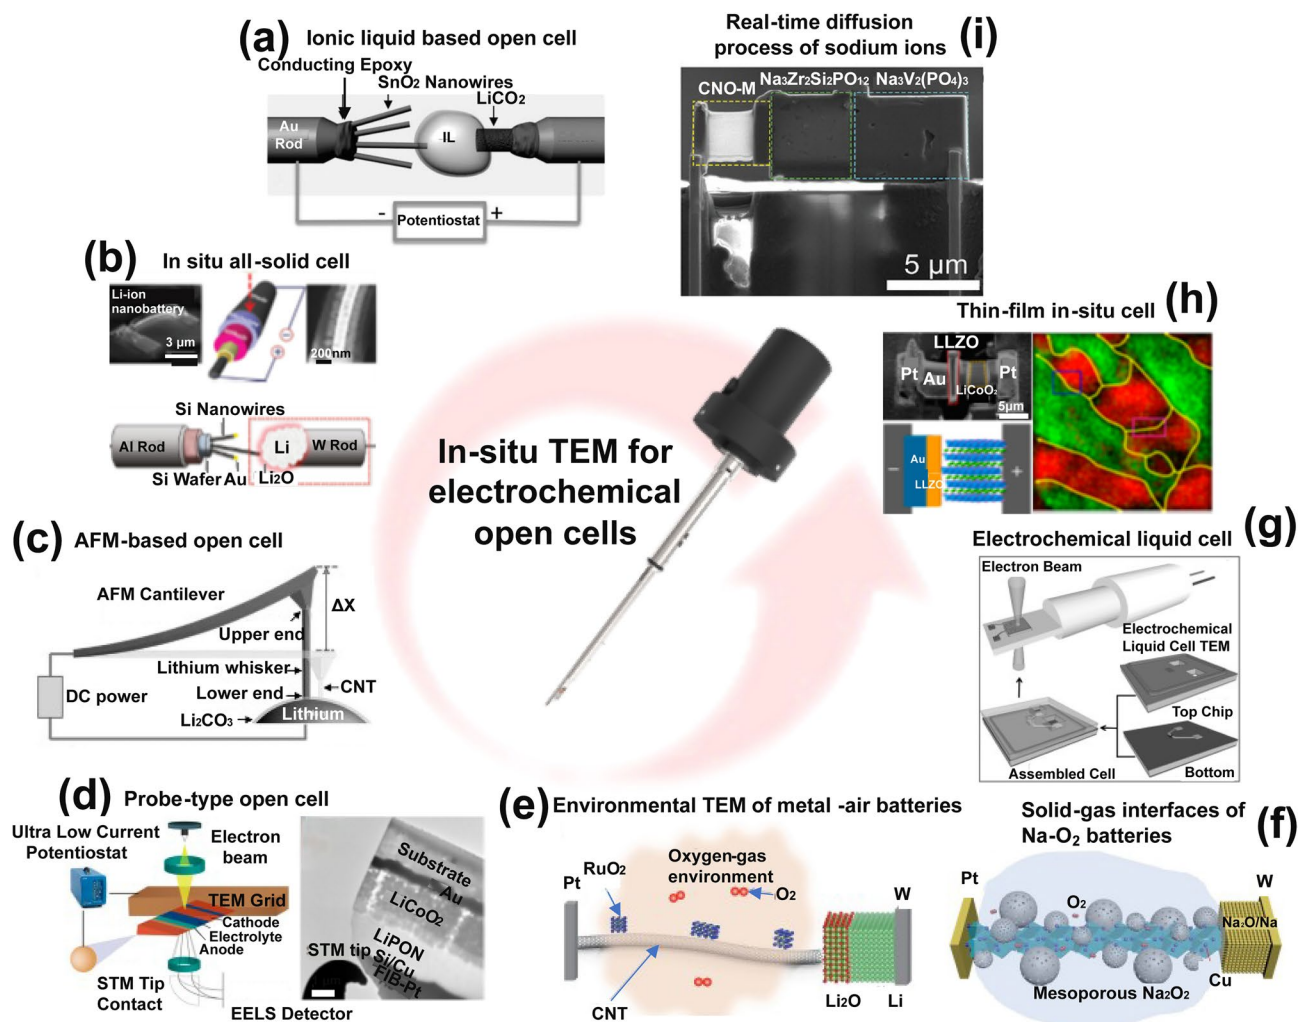 (a) Ionic liquid based open cell
Conducting Epoxy
SnO2 Nanowires
LiCO2
Au
Rod
IL
-
Potentiostat
+
(b) In situ all-solid cell
Li-ion
nanobattery
3 μm
200nm
Si Nanowires
Al Rod
Li
W Rod
Si Wafer
Au
Li2O
(c) AFM-based open cell
AFM Cantilever
ΔX
Upper end
Lithium whisker
CNT
Lower end
DC power
Li2CO3
Lithium
(d) Probe-type open cell
Ultra Low Current
Potentiostat
Electron
beam
TEM Grid
Cathode
Electrolyte
Anode
STM Tip
Contact
EELS Detector
Substrate
Au
LiCoO2
LiPON
Si/Cu
FIB-Pt
STM tip
In-situ TEM for
electrochemical
open cells
(e) Environmental TEM of metal-air batteries
RuO2
Oxygen-gas
environment
O2
Pt
W
CNT
Li2O
Li
Solid-gas interfaces of
Na-O2 batteries
(f)
Pt
O2
W
Na2O/Na
Cu
Mesoporous Na2O2
(g)
Electrochemical liquid cell
Electron Beam
Electrochemical
Liquid Cell TEM
Top Chip
Assembled Cell
Bottom
(h)
Thin-film in-situ cell
LLZO
Pt
Au
LiCoO2
Pt
5μm
-
Au
LLZO
+
Real-time diffusion
process of sodium ions
(i)
CNO-M
Na3Zr2Si2PO12
Na3V2(PO4)3
5 μm